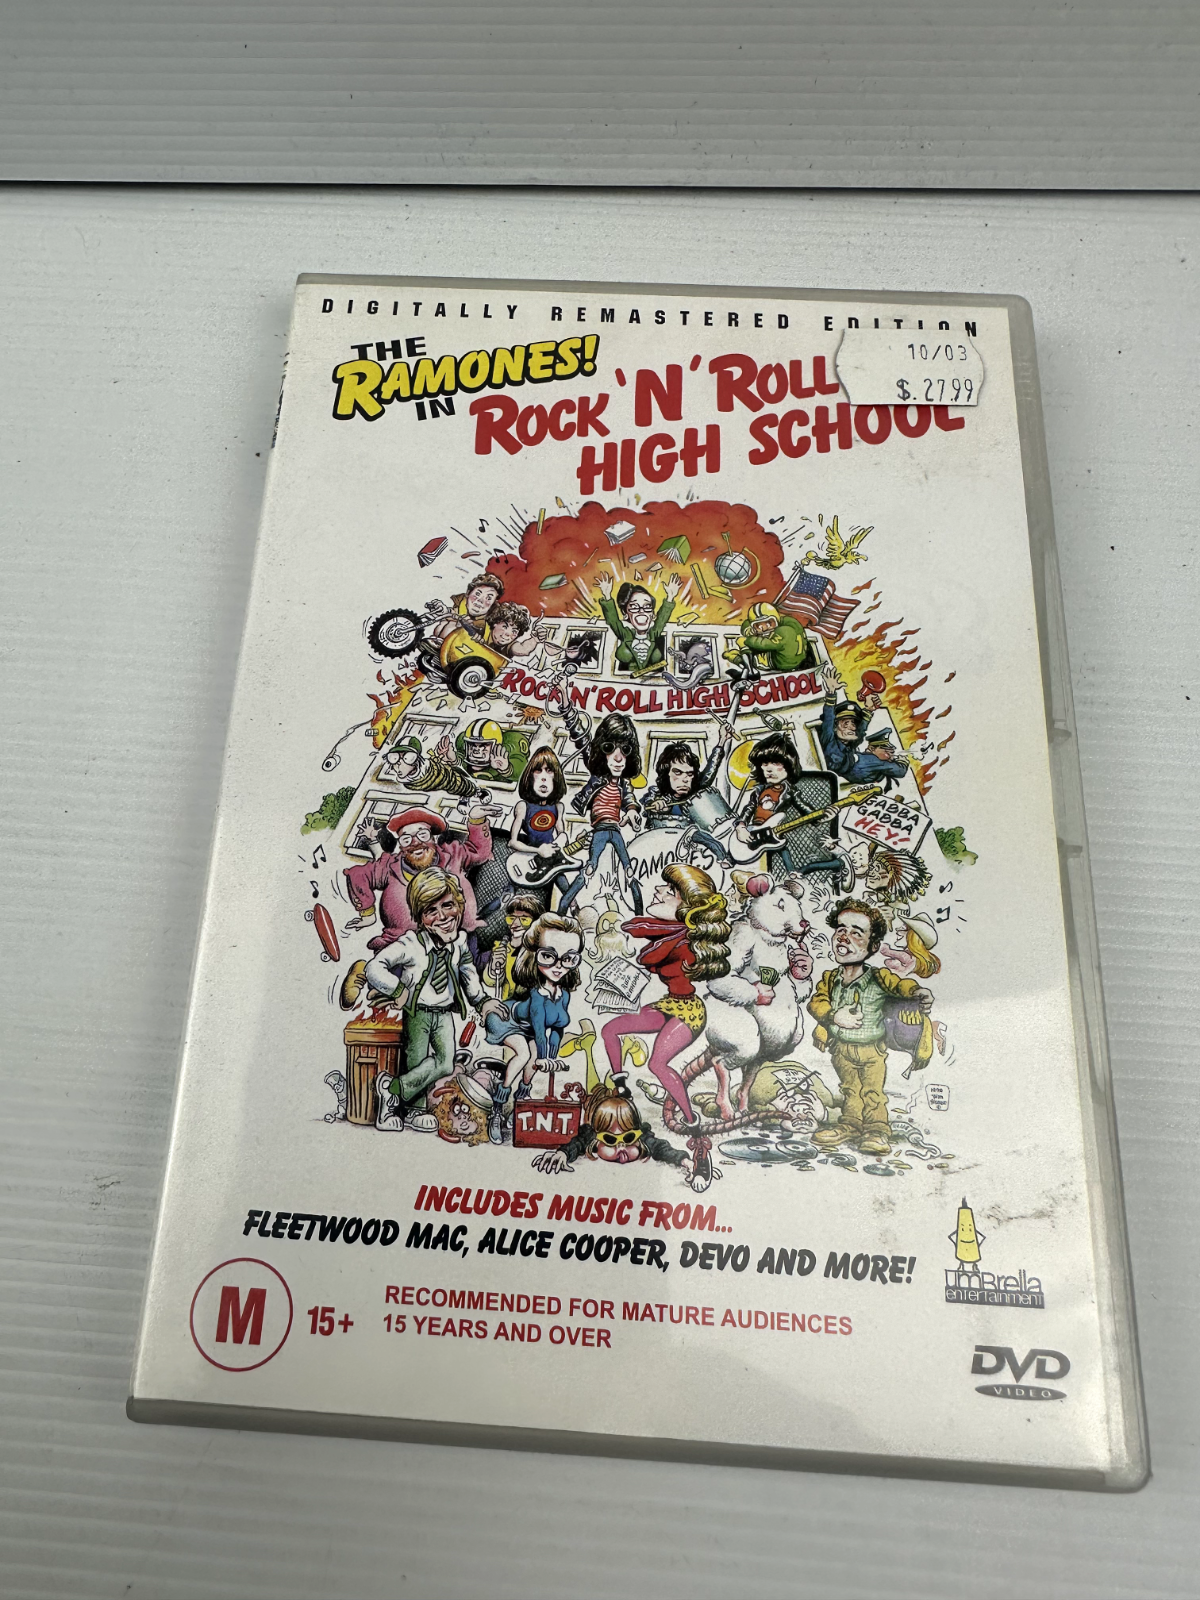 DIGITALLY REMASTERED EDITION
10/03
$.27.99
THE
RAMONES!
IN
ROCK 'N' ROLL
HIGH SCHOOL
ROCK 'N' ROLL HIGH SCHOOL
GABBA
GABBA
HEY!
RAMONES
T.N.T.
INCLUDES MUSIC FROM...
FLEETWOOD MAC, ALICE COOPER, DEVO AND MORE!
umbrella
entertainment
M
15+
RECOMMENDED FOR MATURE AUDIENCES
15 YEARS AND OVER
DVD
VIDEO